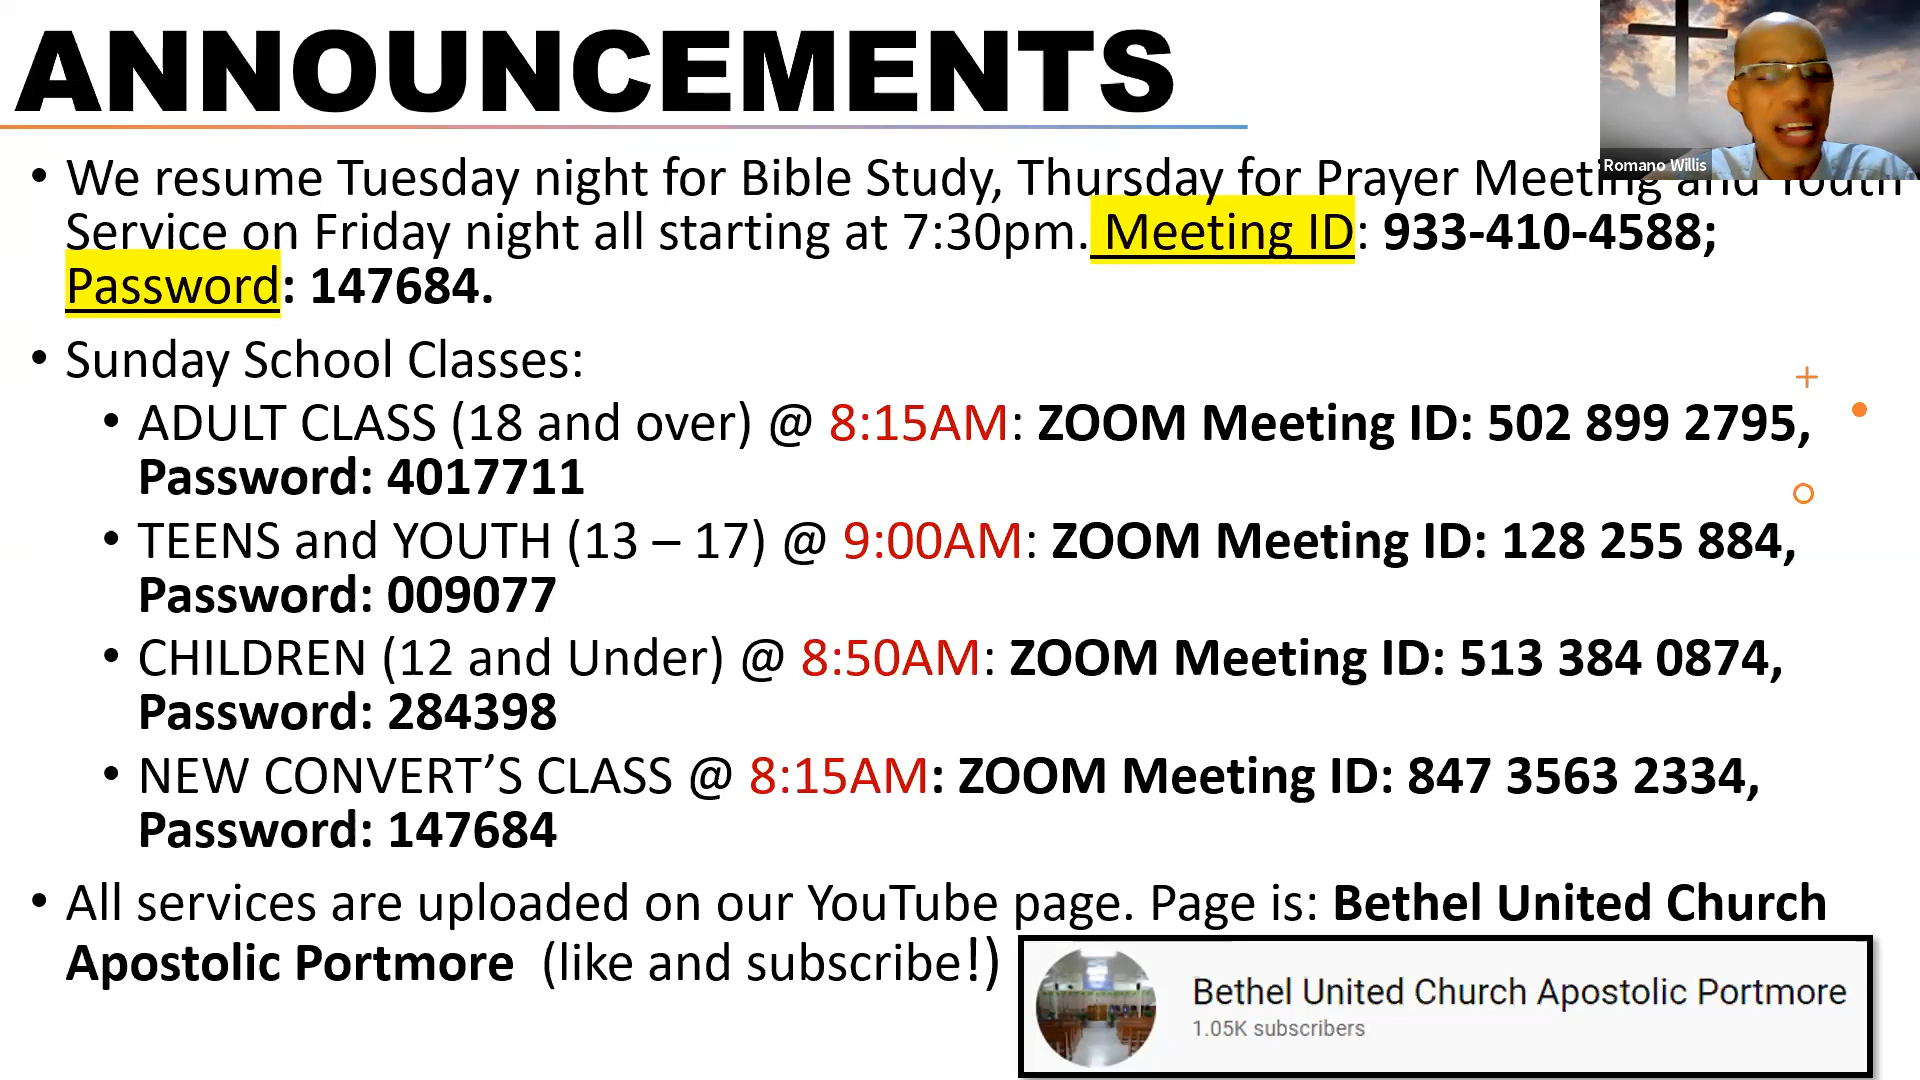 ANNOUNCEMENTS
Romano Willis
• We resume Tuesday night for Bible Study, Thursday for Prayer Meeting and Youth
Service on Friday night all starting at 7:30pm. Meeting ID: 933-410-4588;
Password: 147684.
• Sunday School Classes:
• ADULT CLASS (18 and over) @ 8:15AM: ZOOM Meeting ID: 502 899 2795,
Password: 4017711
• TEENS and YOUTH (13 – 17) @ 9:00AM: ZOOM Meeting ID: 128 255 884,
Password: 009077
• CHILDREN (12 and Under) @ 8:50AM: ZOOM Meeting ID: 513 384 0874,
Password: 284398
• NEW CONVERT’S CLASS @ 8:15AM: ZOOM Meeting ID: 847 3563 2334,
Password: 147684
• All services are uploaded on our YouTube page. Page is: Bethel United Church
Apostolic Portmore (like and subscribe!)
Bethel United Church Apostolic Portmore
1.05K subscribers